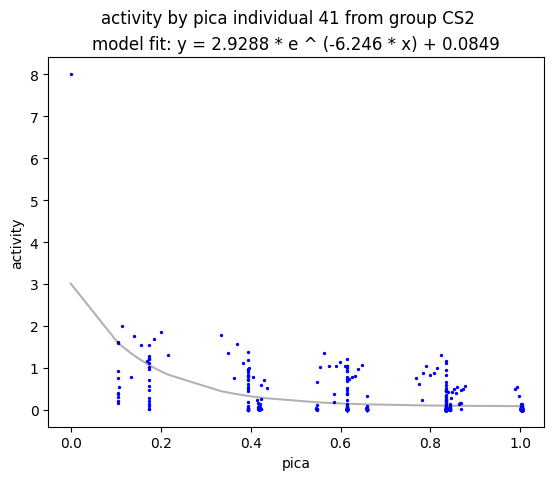 activity by pica individual 41 from group CS2
model fit: y = 2.9288 * e ^ (-6.246 * x) + 0.0849
8
7
6
5
4
3
2
1
0
activity
0.0 0.2 0.4 0.6 0.8 1.0
pica